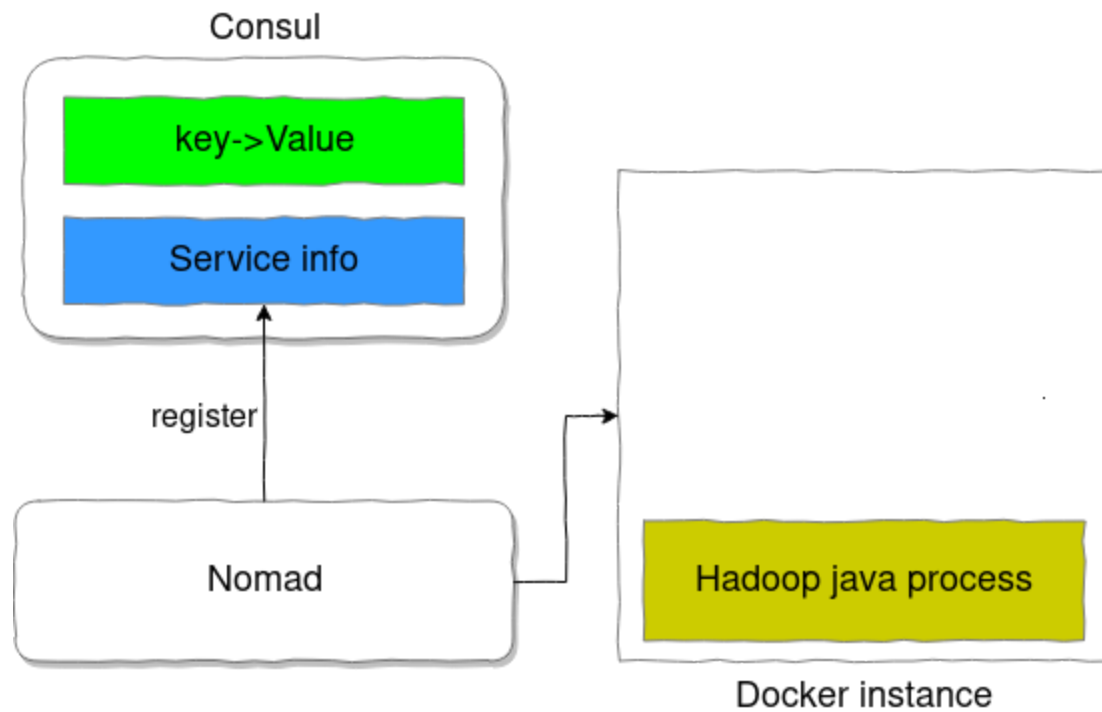 Consul
key->Value
Service info
register
Nomad
Hadoop java process
Docker instance